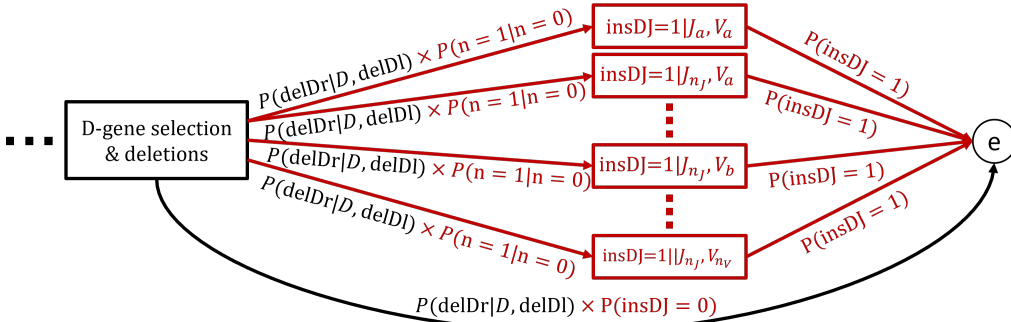 D-gene selection
& deletions
P(delDr|D, delDl) × P(n = 1|n = 0)
P(delDr|D, delDl) × P(n = 1|n = 0)
P(delDr|D, delDl) × P(n = 1|n = 0)
P(delDr|D, delDl) × P(n = 1|n = 0)
insDJ=1|J_a, V_a
insDJ=1|J_{n_J}, V_a
insDJ=1|J_{n_J}, V_b
insDJ=1||J_{n_J}, V_{n_V}
P(insDJ = 1)
P(insDJ = 1)
P(insDJ = 1)
P(insDJ = 1)
e
P(delDr|D, delDl) × P(insDJ = 0)